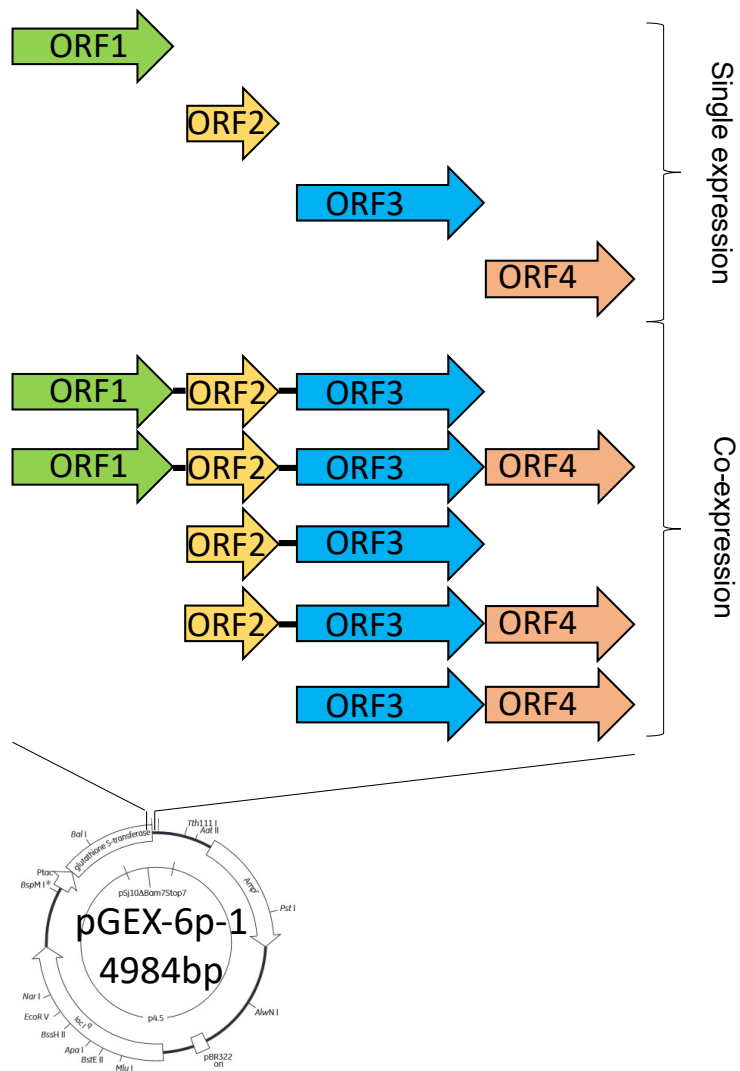 ORF1
ORF2
ORF3
ORF4
Single expression
ORF1 ORF2 ORF3
ORF1 ORF2 ORF3 ORF4
ORF2 ORF3
ORF2 ORF3 ORF4
ORF3 ORF4
Co-expression
Tth111 I
Aat II
Bal I
glutathione S-transferase
Ptac
BspM I*
pSj10ΔBam7Stop7
Ampr
Pst I
pGEX-6p-1
4984bp
Nar I
EcoR V
BssH II
Apa I
BstE II
Mlu I
lac I q
p4.5
AlwN I
pBR322
ori